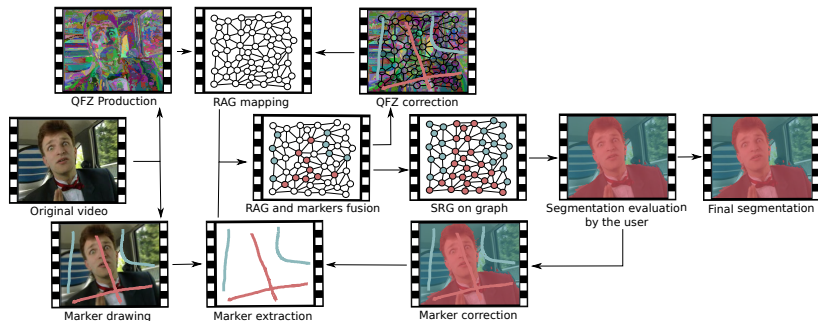 QFZ Production
RAG mapping
QFZ correction
Original video
RAG and markers fusion
SRG on graph
Segmentation evaluation
by the user
Final segmentation
Marker drawing
Marker extraction
Marker correction